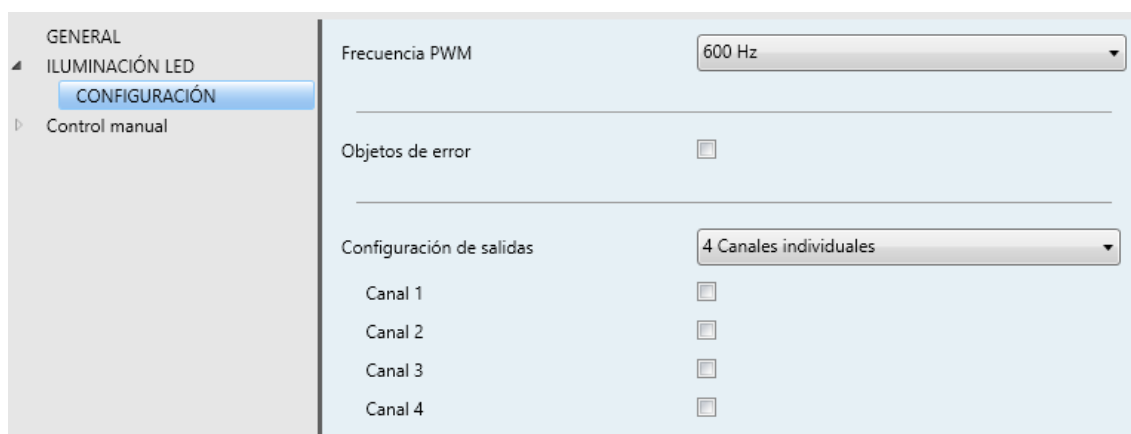 GENERAL
ILUMINACIÓN LED
CONFIGURACIÓN
Control manual
Frecuencia PWM
600 Hz
Objetos de error
Configuración de salidas
4 Canales individuales
Canal 1
Canal 2
Canal 3
Canal 4